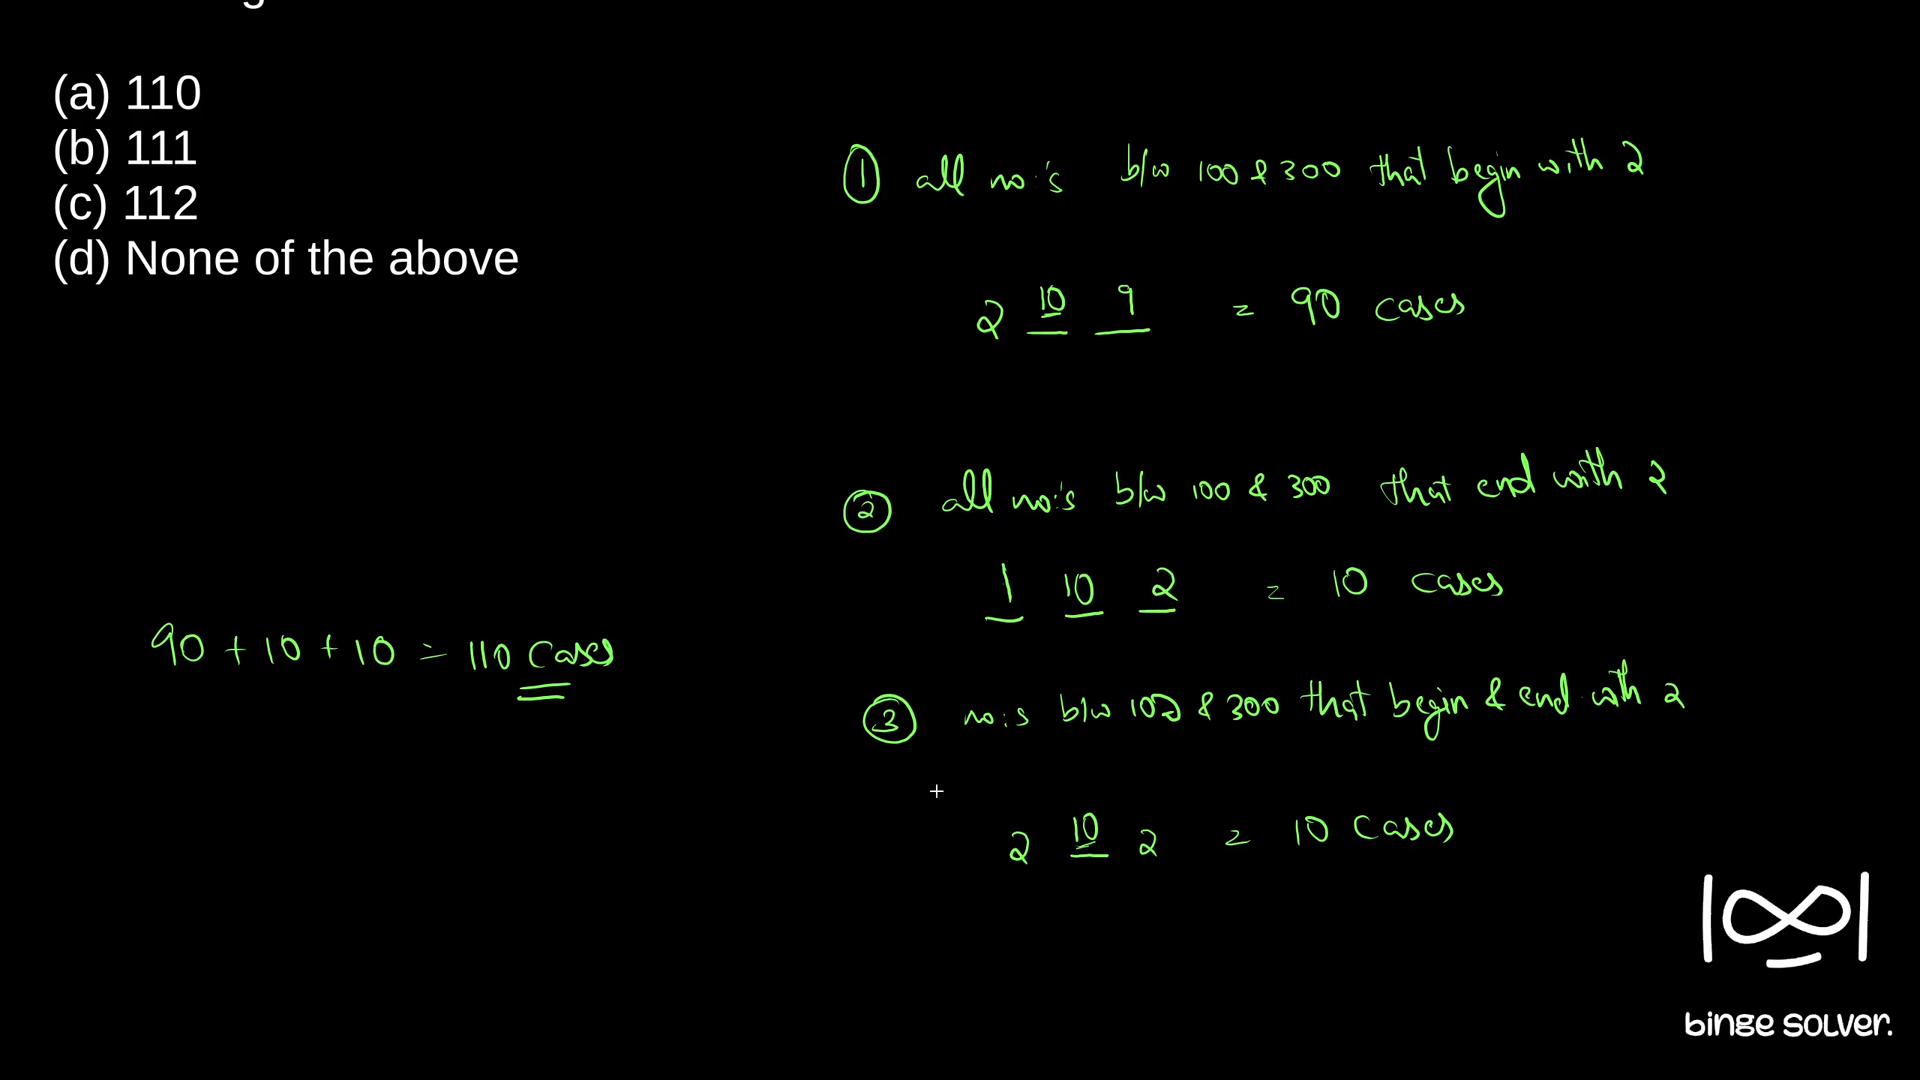 (a) 110
(b) 111
(c) 112
(d) None of the above
① all no's b/w 100 & 300 that begin with 2
2 10 9 = 90 cases
② all no:s b/w 100 & 300 that end with 2
1 10 2 = 10 cases
90 + 10 + 10 = 110 Cases
③ no:s b/w 100 & 300 that begin & end with 2
2 10 2 = 10 Cases
binge SOLVER.